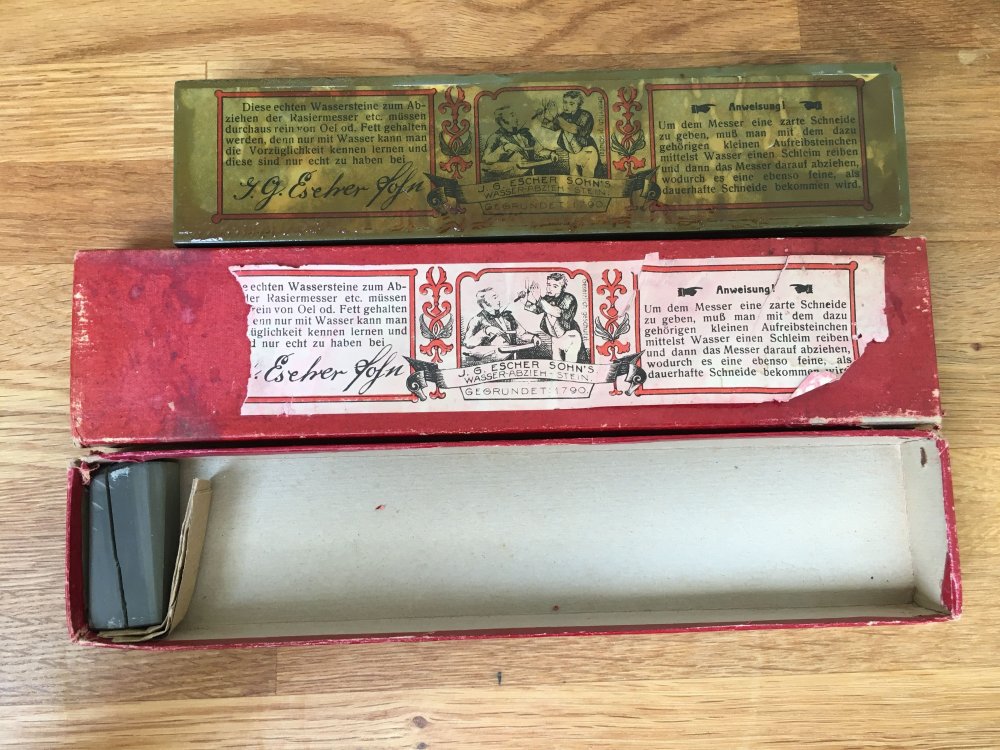 Diese echten Wassersteine zum Ab-
ziehen der Rasiermesser etc. müssen
durchaus rein von Oel od. Fett gehalten
werden, denn nur mit Wasser kann man
die Vorzüglichkeit kennen lernen und
diese sind nur echt zu haben bei
J. G. Escher Sohn
J. G. ESCHER SOHN'S
WASSER-ABZIEH-STEIN.
GEGRÜNDET 1790.
Anweisung!
Um dem Messer eine zarte Schneide
zu geben, muß man mit dem dazu
gehörigen kleinen Aufreibsteinchen
mittelst Wasser einen Schleim reiben
und dann das Messer darauf abziehen,
wodurch es eine ebenso feine, als
dauerhafte Schneide bekommen wird.
e echten Wassersteine zum Ab-
der Rasiermesser etc. müssen
rein von Oel od. Fett gehalten
enn nur mit Wasser kann man
üglichkeit kennen lernen und
d nur echt zu haben bei
. Escher Sohn
J. G. ESCHER SOHN'S
WASSER-ABZIEH-STEIN.
GEGRÜNDET 1790.
Anweisung!
Um dem Messer eine zarte Schneide
zu geben, muß man mit dem dazu
gehörigen kleinen Aufreibsteinchen
mittelst Wasser einen Schleim reiben
und dann das Messer darauf abziehen,
wodurch es eine ebenso feine, als
dauerhafte Schneide bekommen wird